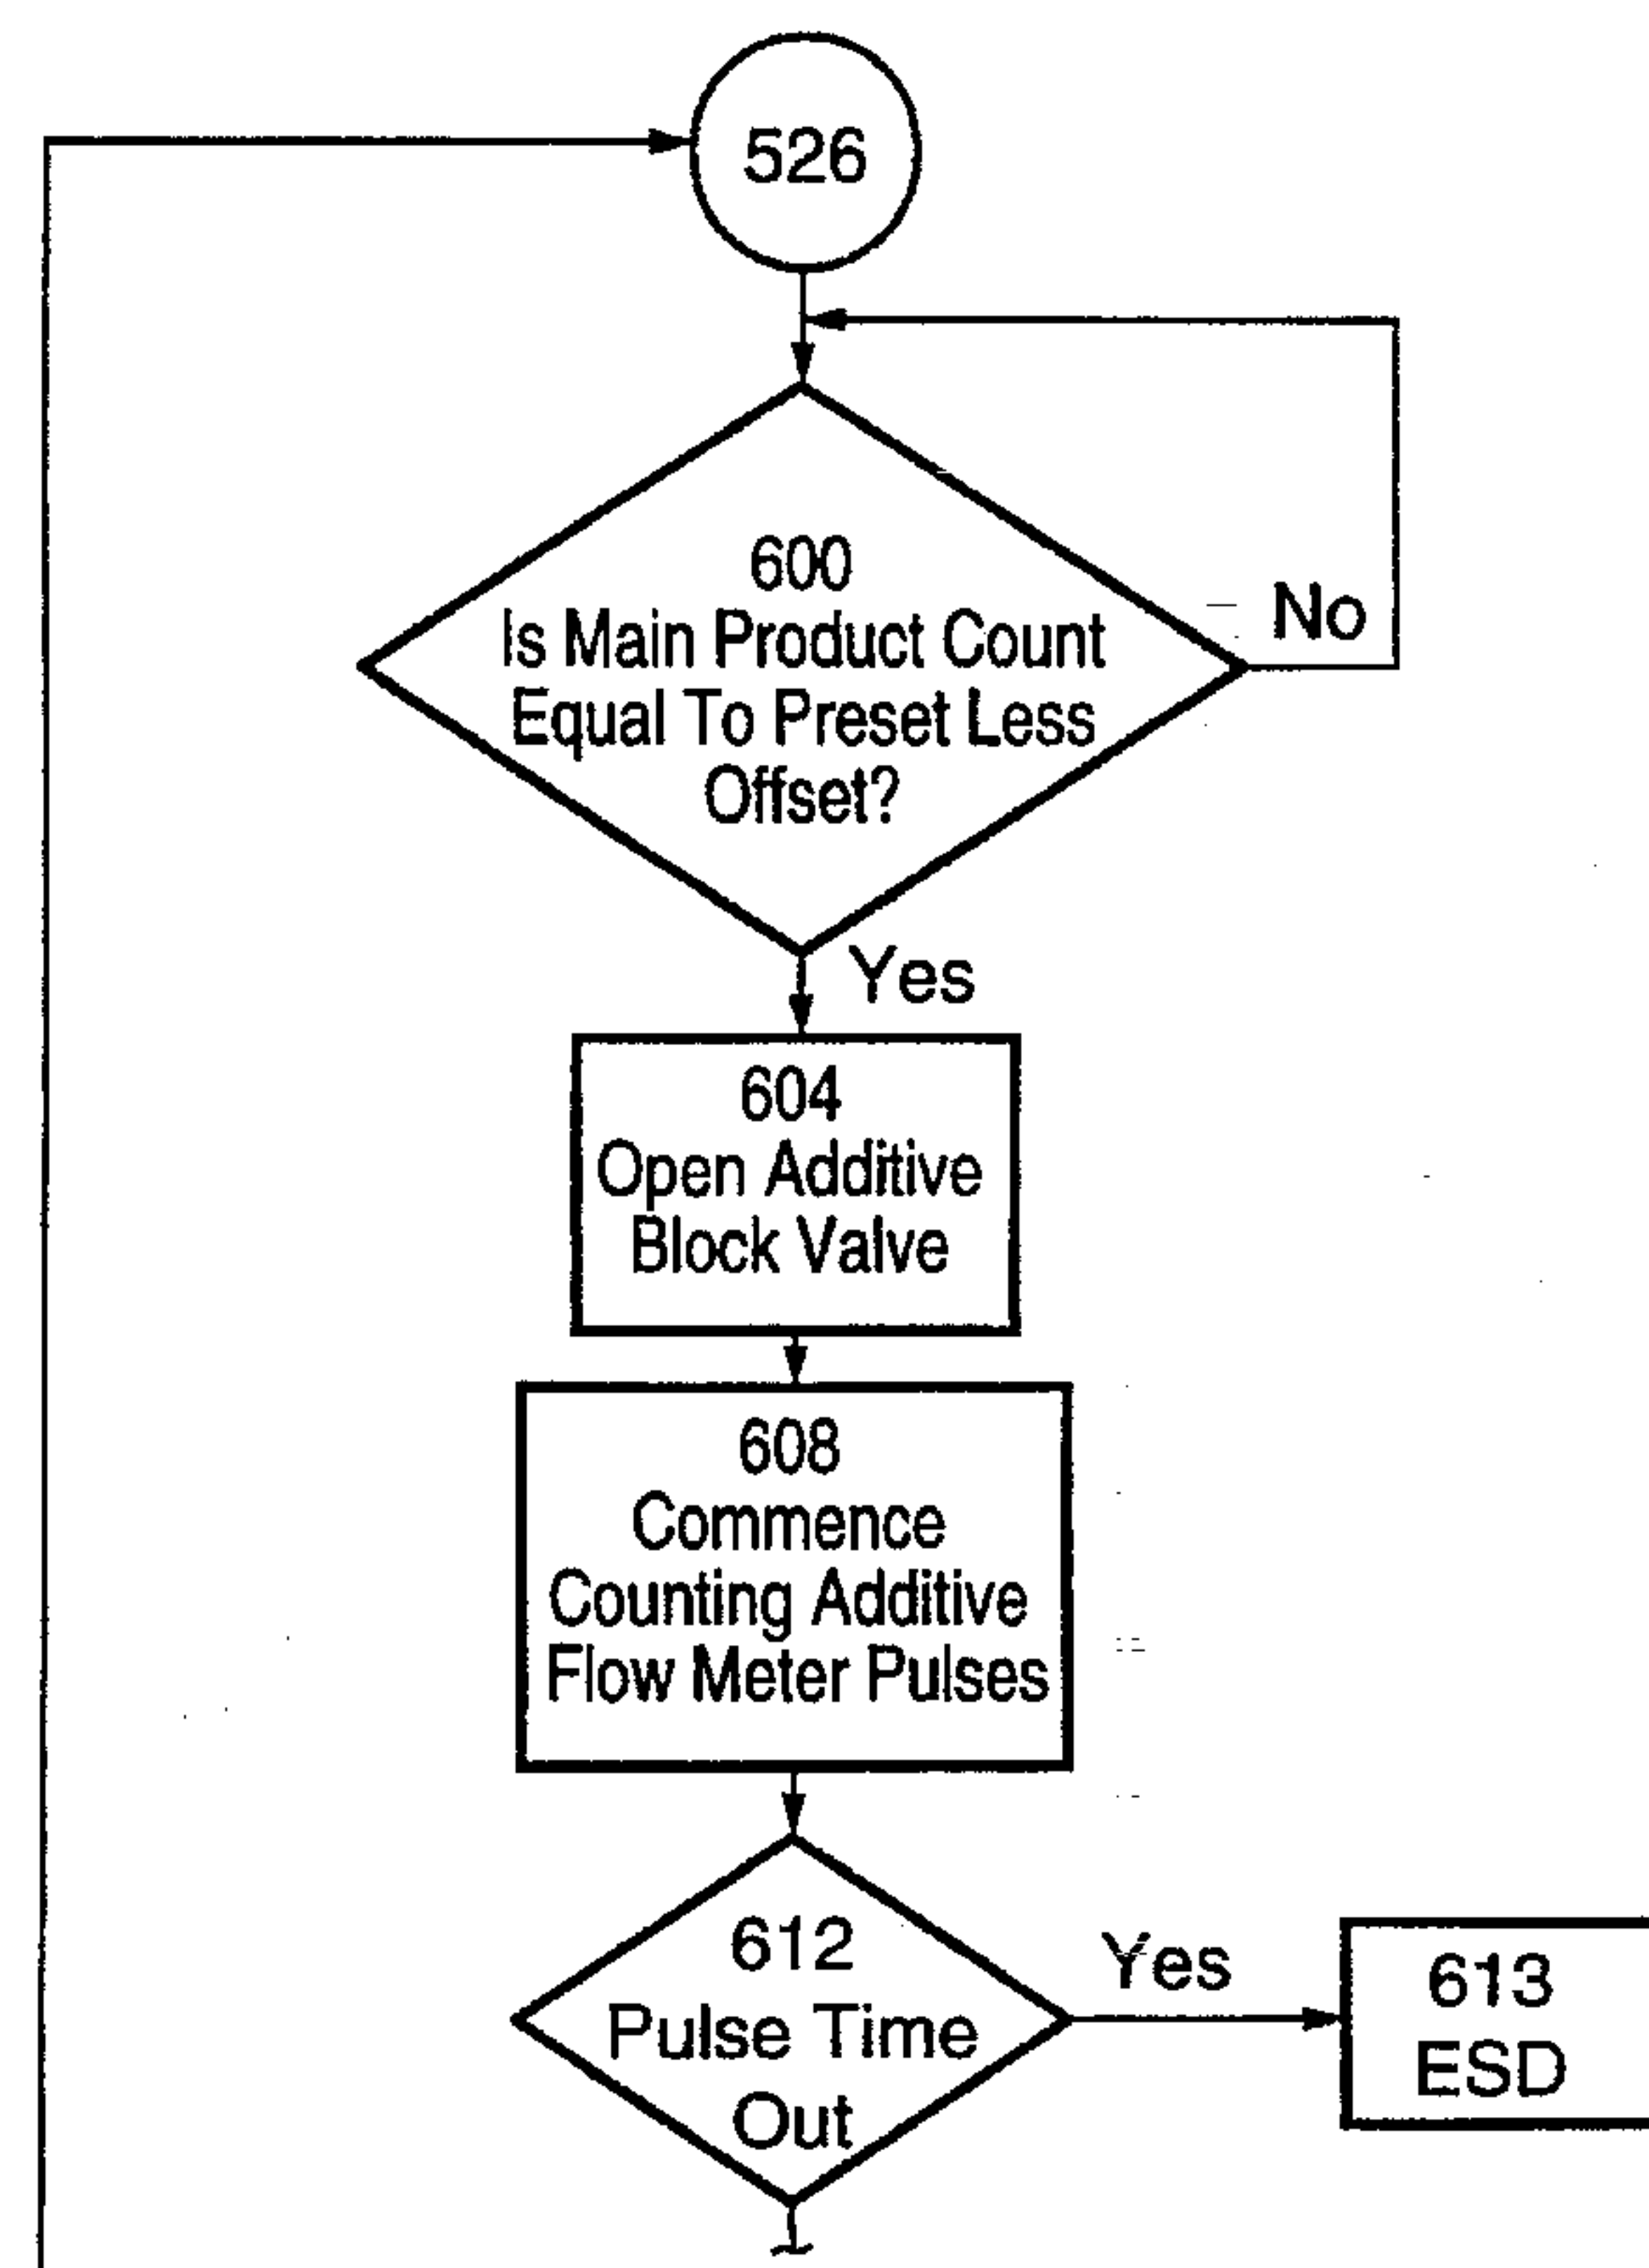 526
600
Is Main Product Count
Equal To Preset Less
Offset?
No
Yes
604
Open Additive
Block Valve
608
Commence
Counting Additive
Flow Meter Pulses
612
Pulse Time
Out
Yes
613
ESD